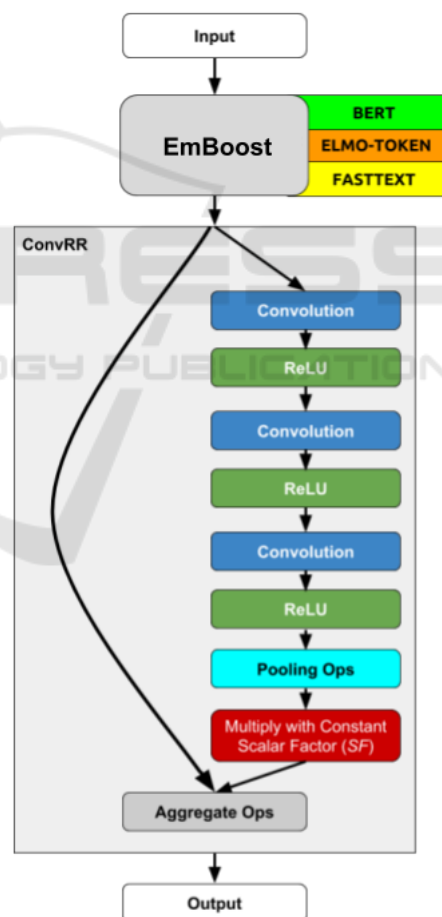 Input
EmBoost
BERT
ELMO-TOKEN
FASTTEXT
ConvRR
Convolution
ReLU
Convolution
ReLU
Convolution
ReLU
Pooling Ops
Multiply with Constant
Scalar Factor (SF)
Aggregate Ops
Output